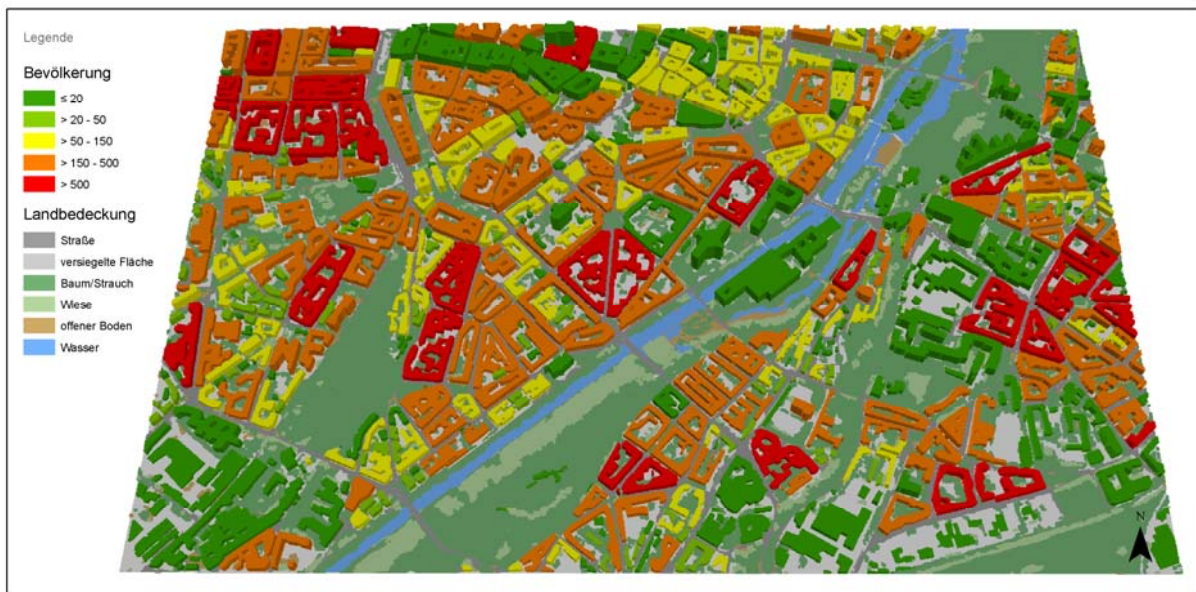 Legende
Bevölkerung
≤ 20
> 20 - 50
> 50 - 150
> 150 - 500
> 500
Landbedeckung
Straße
versiegelte Fläche
Baum/Strauch
Wiese
offener Boden
Wasser
N